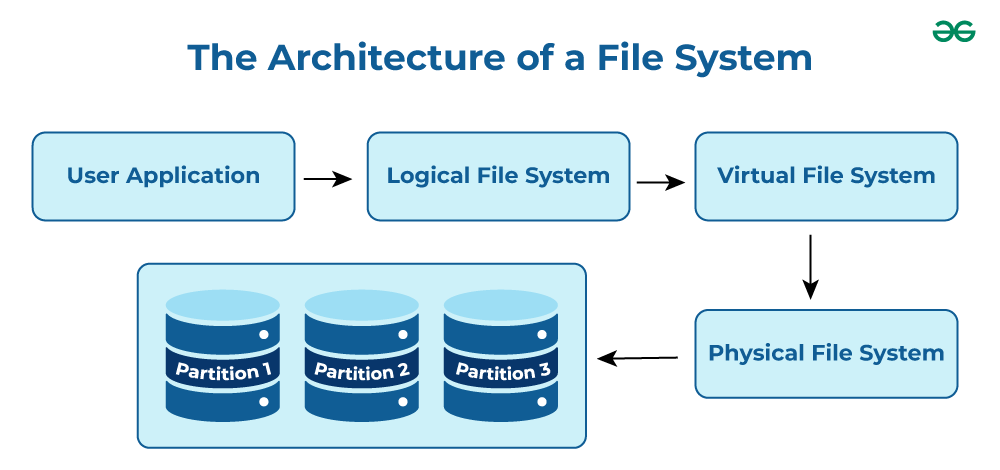 The Architecture of a File System
User Application
Logical File System
Virtual File System
Physical File System
Partition 1
Partition 2
Partition 3